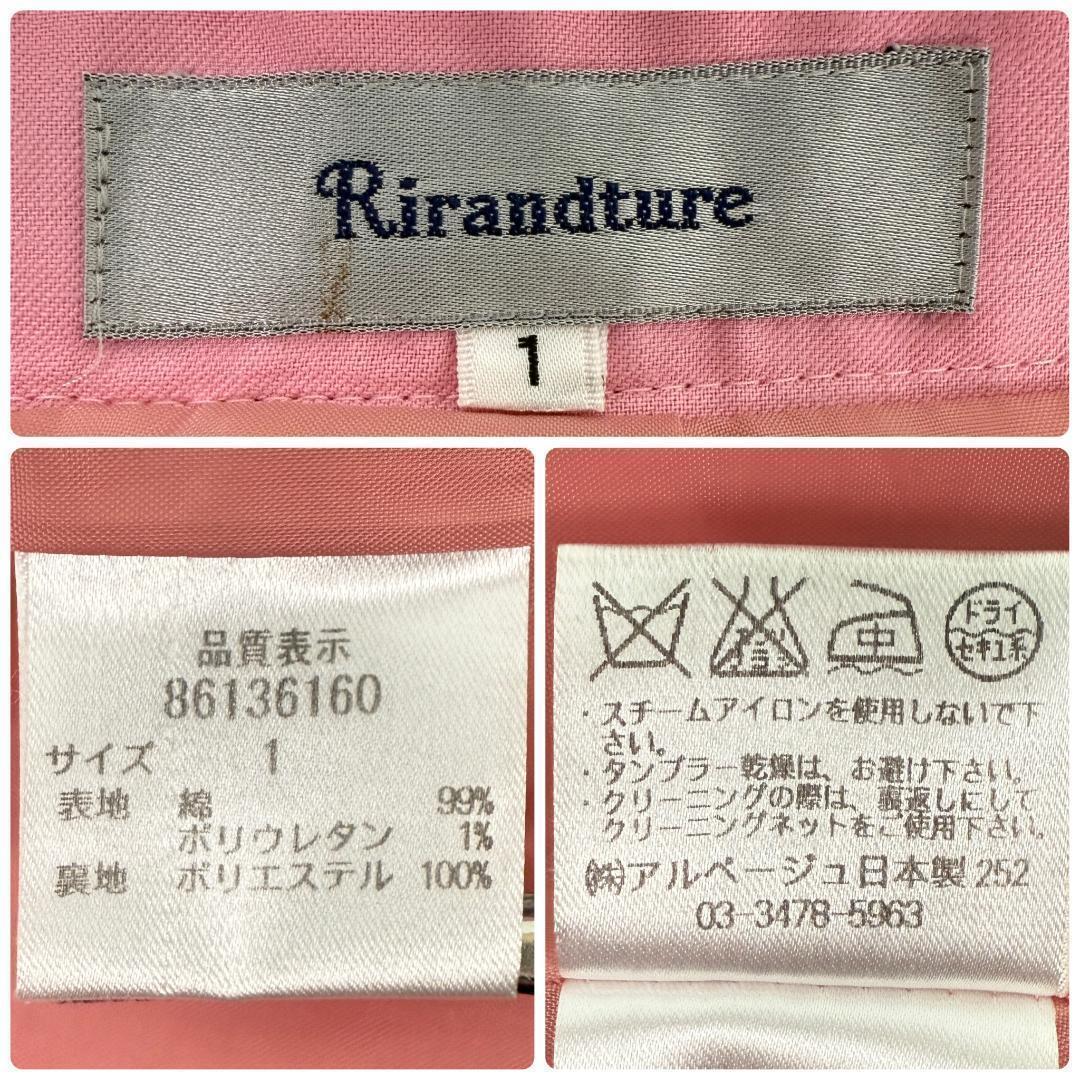 Rirandture
1
品質表示
86136160
サイズ 1
表地 綿 99%
ポリウレタン 1%
裏地 ポリエステル 100%
中
ドライ
セキユ系
・スチームアイロンを使用しないで下
さい。
・タンブラー乾燥は、お避け下さい。
・クリーニングの際は、裏返しにして
クリーニングネットをご使用下さい。
㈱アルページュ日本製 252
03-3478-5963